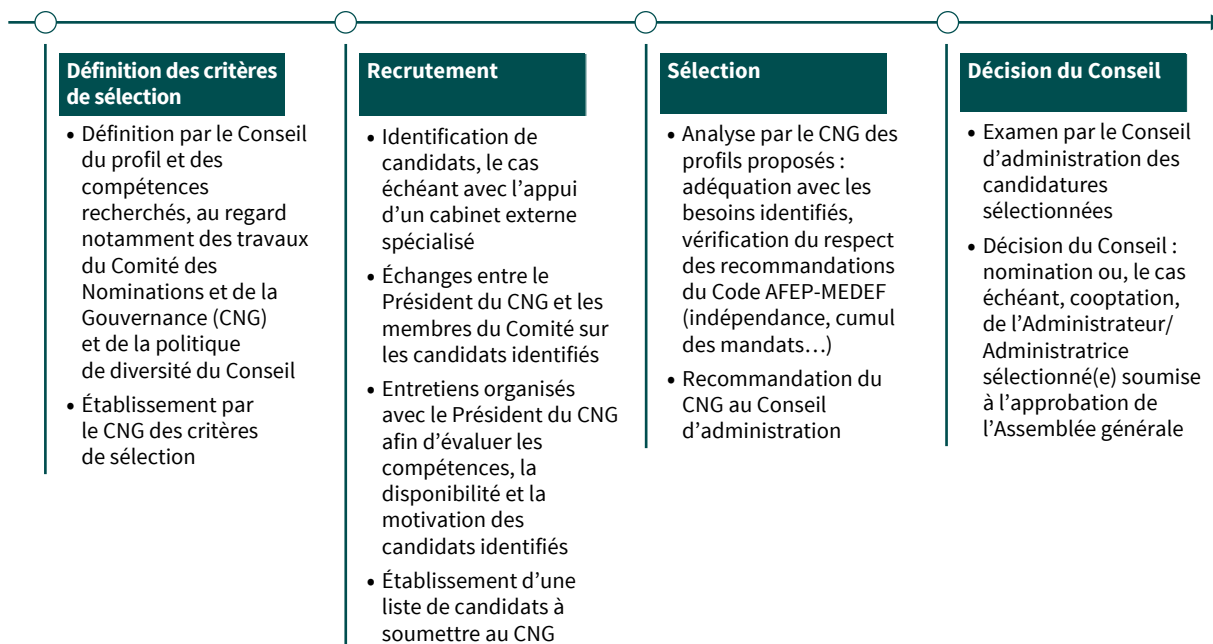 Définition des critères
de sélection
• Définition par le Conseil
du profil et des
compétences
recherchés, au regard
notamment des travaux
du Comité des
Nominations et de la
Gouvernance (CNG)
et de la politique
de diversité du Conseil
• Établissement par
le CNG des critères
de sélection
Recrutement
• Identification de
candidats, le cas
échéant avec l’appui
d’un cabinet externe
spécialisé
• Échanges entre le
Président du CNG et les
membres du Comité sur
les candidats identifiés
• Entretiens organisés
avec le Président du CNG
afin d’évaluer les
compétences, la
disponibilité et la
motivation des
candidats identifiés
• Établissement d’une
liste de candidats à
soumettre au CNG
Sélection
• Analyse par le CNG des
profils proposés :
adéquation avec les
besoins identifiés,
vérification du respect
des recommandations
du Code AFEP-MEDEF
(indépendance, cumul
des mandats…)
• Recommandation du
CNG au Conseil
d’administration
Décision du Conseil
• Examen par le Conseil
d’administration des
candidatures
sélectionnées
• Décision du Conseil :
nomination ou, le cas
échéant, cooptation,
de l’Administrateur/
Administratrice
sélectionné(e) soumise
à l’approbation de
l’Assemblée générale